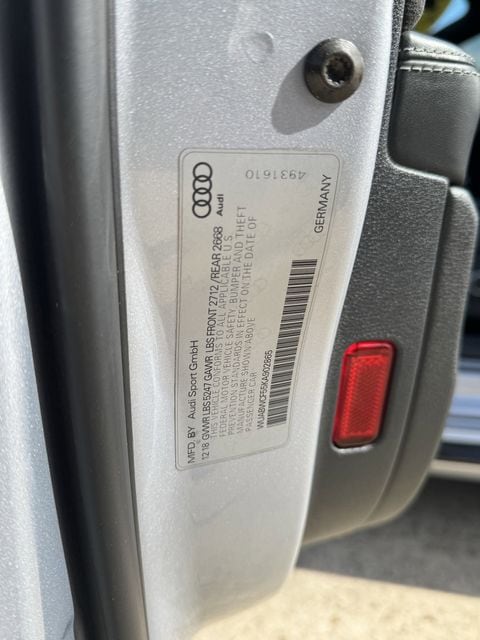 4931610
Audi
MFD. BY Audi Sport GmbH GERMANY
12 18 GVWR LBS 5247 GAWR LBS FRONT 2712, /REAR 2668
THIS VEHICLE CONFORMS TO ALL APPLICABLE U.S.
FEDERAL MOTOR VEHICLE SAFETY, BUMPER AND THEFT
PREVENTION STANDARDS IN EFFECT ON THE DATE OF
MANUFACTURE SHOWN ABOVE
PASSENGER CAR
WUABWCF55KA902865